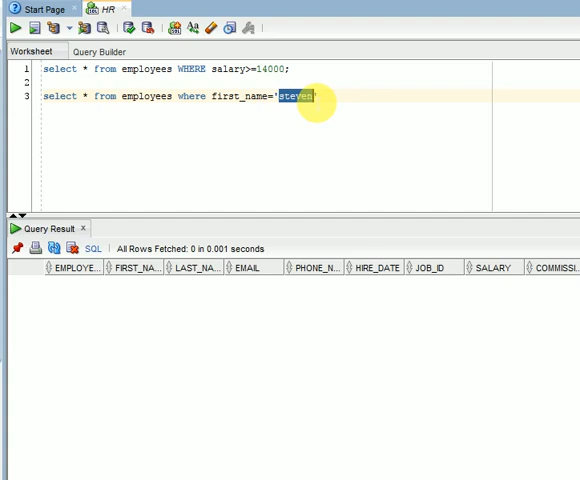 Start Page
HR
Worksheet Query Builder
1 select * from employees WHERE salary>=14000;
2
3 select * from employees where first_name='steven'
Query Result x
SQL | All Rows Fetched: 0 in 0.001 seconds
EMPLOYE... FIRST_NA... LAST_NA... EMAIL PHONE_N... HIRE_DATE JOB_ID SALARY COMMISSI...